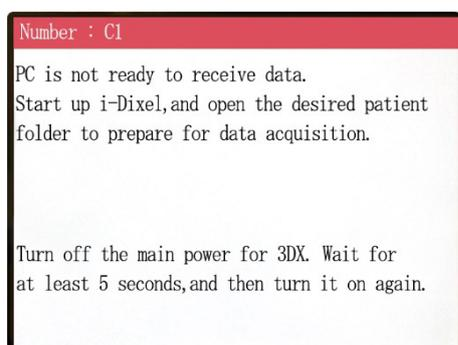 Number : C1
PC is not ready to receive data.
Start up i-Dixel,and open the desired patient
folder to prepare for data acquisition.
Turn off the main power for 3DX. Wait for
at least 5 seconds,and then turn it on again.